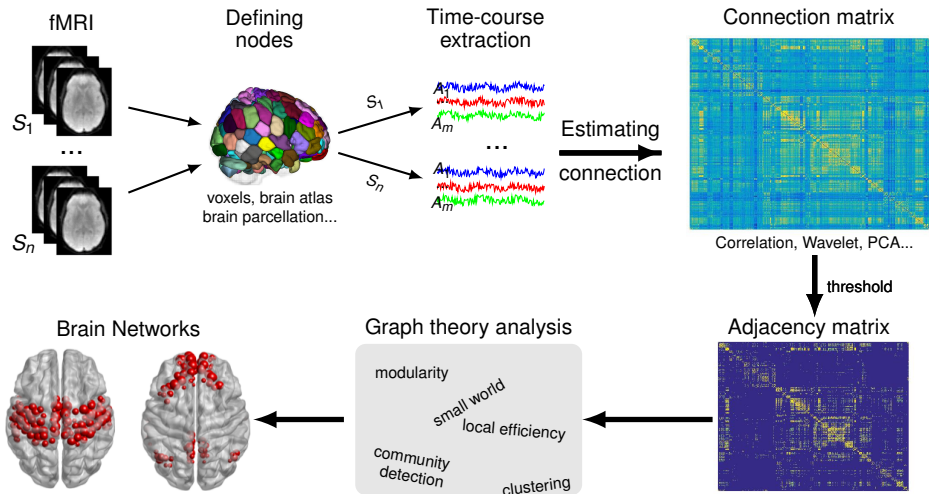 fMRI
Defining
nodes
Time-course
extraction
Connection matrix
S1
...
Sn
voxels, brain atlas
brain parcellation...
S1
Sn
A1
Am
...
A1
Am
Estimating
connection
Correlation, Wavelet, PCA...
threshold
Brain Networks
Graph theory analysis
Adjacency matrix
modularity
small world
local efficiency
community
detection
clustering